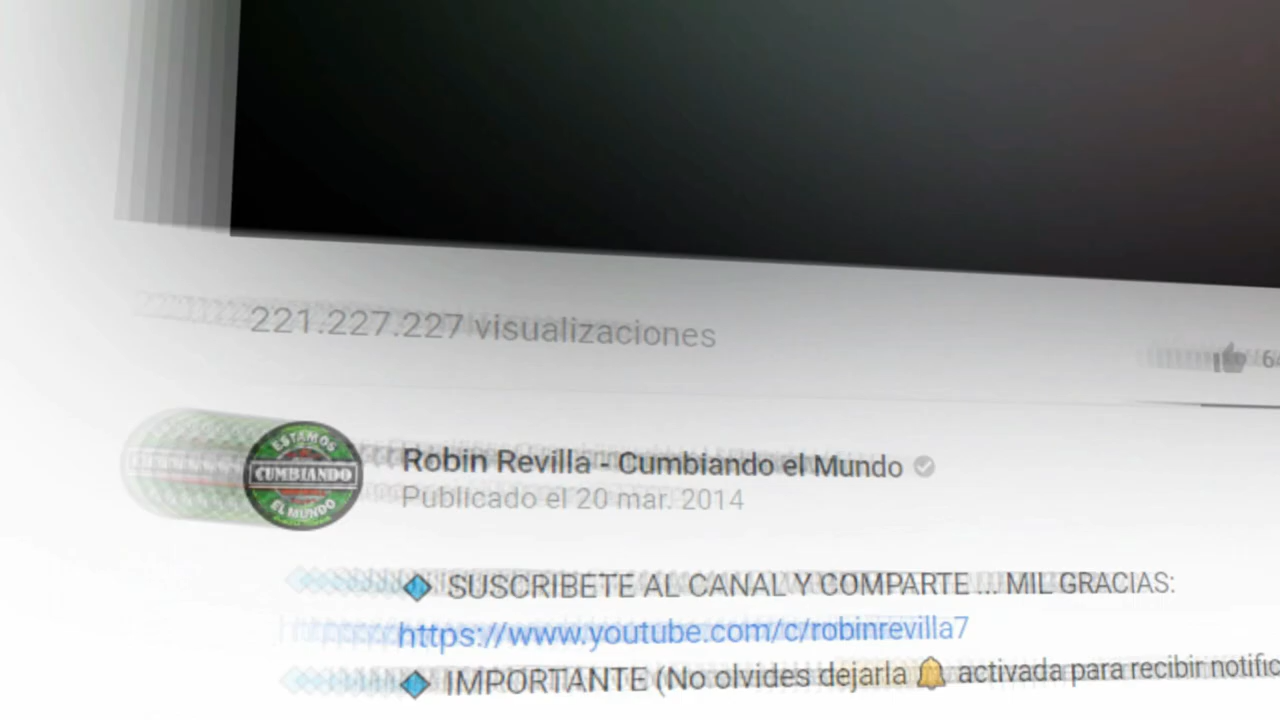 221.227.227 visualizaciones
64
ESTAMOS
CUMBIANDO
EL MUNDO
Robin Revilla - Cumbiando el Mundo
Publicado el 20 mar. 2014
SUSCRIBETE AL CANAL Y COMPARTE ... MIL GRACIAS:
https://www.youtube.com/c/robinrevilla7
IMPORTANTE (No olvides dejarla 🔔 activada para recibir notific